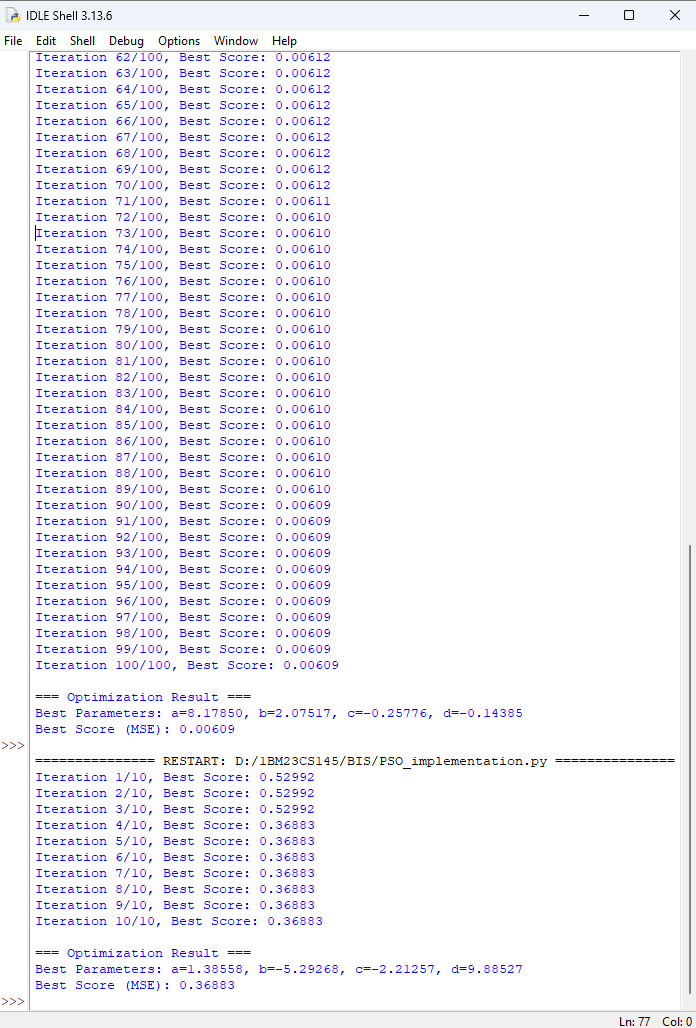 IDLE Shell 3.13.6
File Edit Shell Debug Options Window Help
Iteration 62/100, Best Score: 0.00612
Iteration 63/100, Best Score: 0.00612
Iteration 64/100, Best Score: 0.00612
Iteration 65/100, Best Score: 0.00612
Iteration 66/100, Best Score: 0.00612
Iteration 67/100, Best Score: 0.00612
Iteration 68/100, Best Score: 0.00612
Iteration 69/100, Best Score: 0.00612
Iteration 70/100, Best Score: 0.00612
Iteration 71/100, Best Score: 0.00611
Iteration 72/100, Best Score: 0.00610
Iteration 73/100, Best Score: 0.00610
Iteration 74/100, Best Score: 0.00610
Iteration 75/100, Best Score: 0.00610
Iteration 76/100, Best Score: 0.00610
Iteration 77/100, Best Score: 0.00610
Iteration 78/100, Best Score: 0.00610
Iteration 79/100, Best Score: 0.00610
Iteration 80/100, Best Score: 0.00610
Iteration 81/100, Best Score: 0.00610
Iteration 82/100, Best Score: 0.00610
Iteration 83/100, Best Score: 0.00610
Iteration 84/100, Best Score: 0.00610
Iteration 85/100, Best Score: 0.00610
Iteration 86/100, Best Score: 0.00610
Iteration 87/100, Best Score: 0.00610
Iteration 88/100, Best Score: 0.00610
Iteration 89/100, Best Score: 0.00610
Iteration 90/100, Best Score: 0.00609
Iteration 91/100, Best Score: 0.00609
Iteration 92/100, Best Score: 0.00609
Iteration 93/100, Best Score: 0.00609
Iteration 94/100, Best Score: 0.00609
Iteration 95/100, Best Score: 0.00609
Iteration 96/100, Best Score: 0.00609
Iteration 97/100, Best Score: 0.00609
Iteration 98/100, Best Score: 0.00609
Iteration 99/100, Best Score: 0.00609
Iteration 100/100, Best Score: 0.00609
=== Optimization Result ===
Best Parameters: a=8.17850, b=2.07517, c=-0.25776, d=-0.14385
Best Score (MSE): 0.00609
>>>
=============== RESTART: D:/1BM23CS145/BIS/PSO_implementation.py ===============
Iteration 1/10, Best Score: 0.52992
Iteration 2/10, Best Score: 0.52992
Iteration 3/10, Best Score: 0.52992
Iteration 4/10, Best Score: 0.36883
Iteration 5/10, Best Score: 0.36883
Iteration 6/10, Best Score: 0.36883
Iteration 7/10, Best Score: 0.36883
Iteration 8/10, Best Score: 0.36883
Iteration 9/10, Best Score: 0.36883
Iteration 10/10, Best Score: 0.36883
=== Optimization Result ===
Best Parameters: a=1.38558, b=-5.29268, c=-2.21257, d=9.88527
Best Score (MSE): 0.36883
>>>
Ln: 77 Col: 0